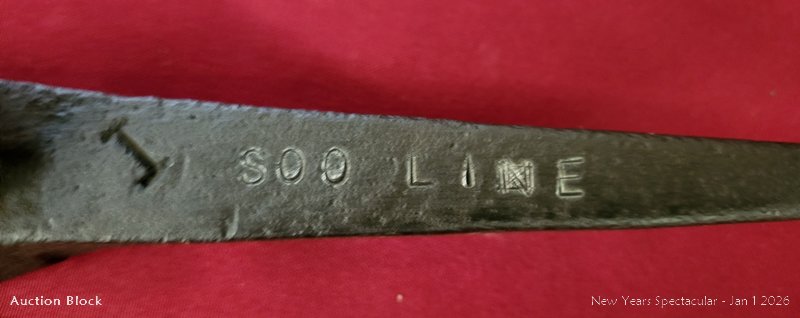 SOO LINE
Auction Block
New Years Spectacular - Jan 1 2026